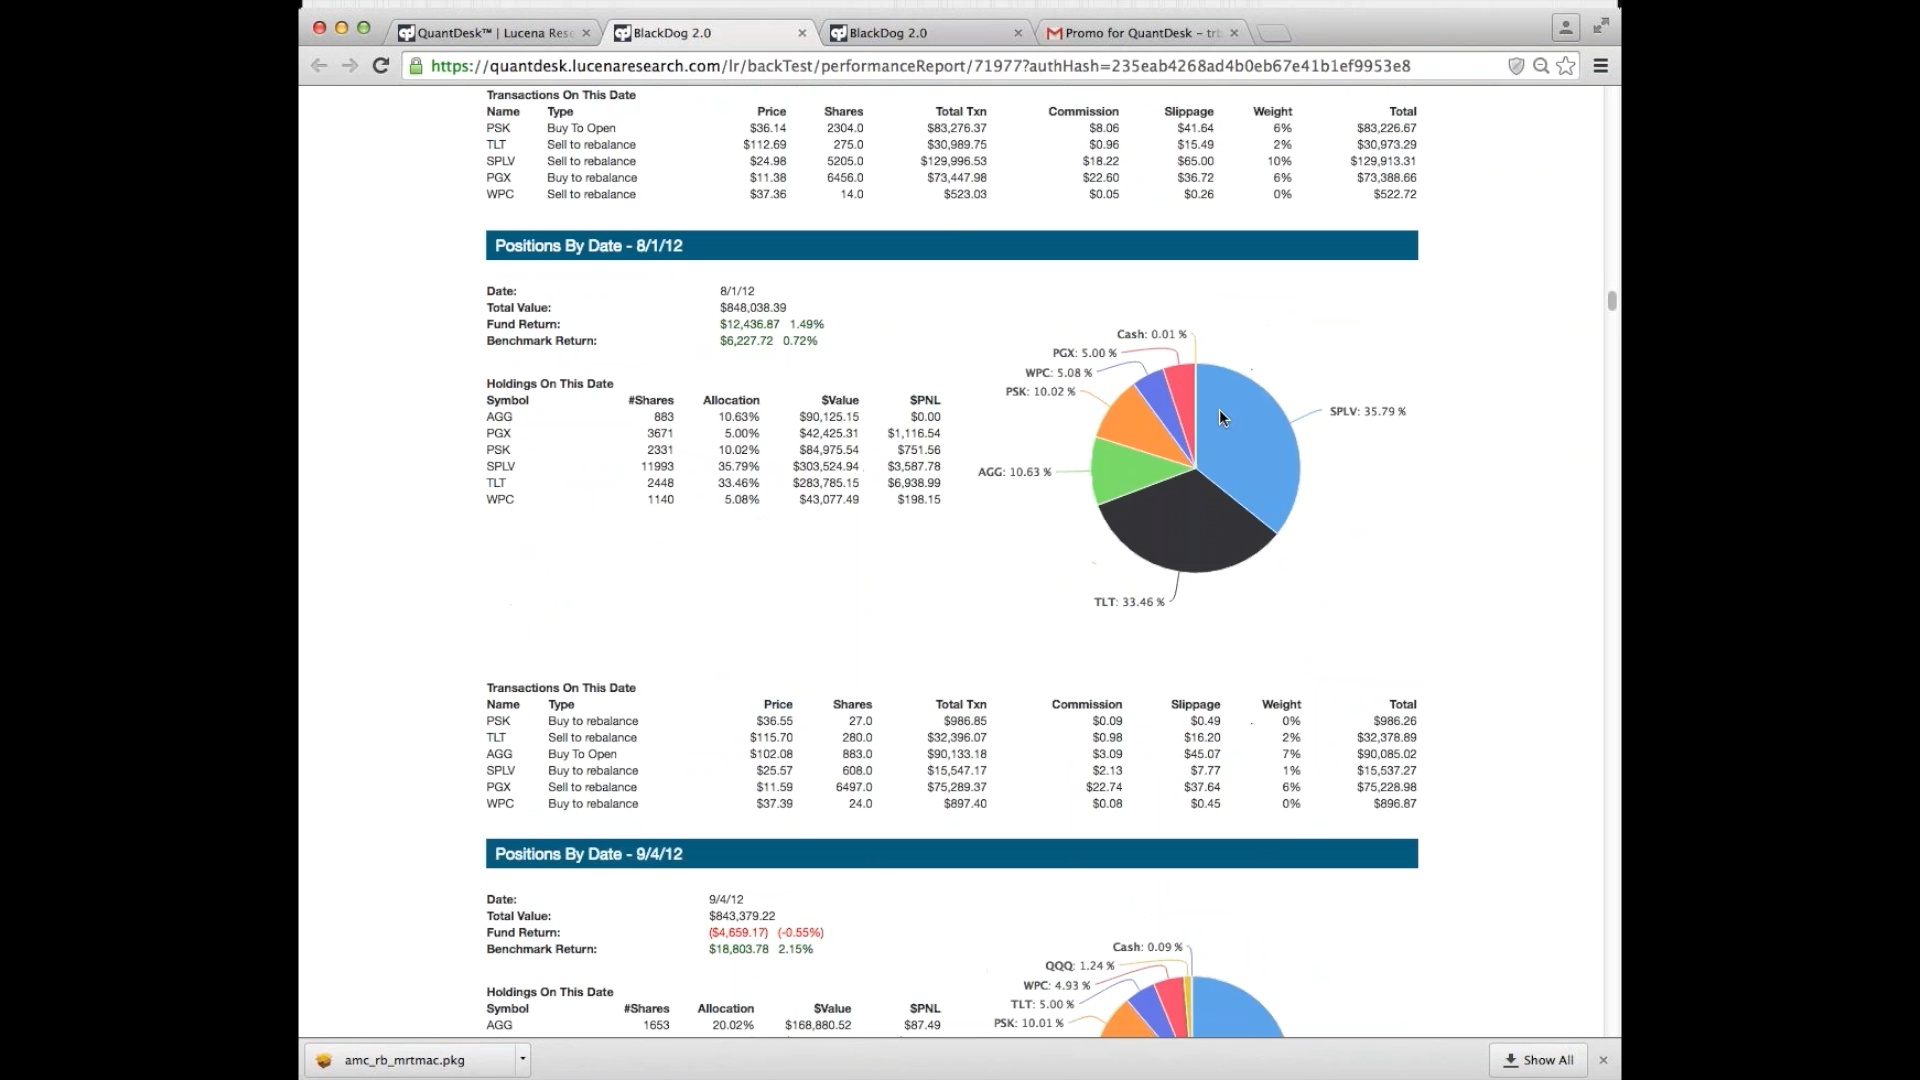 QuantDesk™ | Lucena Rese
BlackDog 2.0
BlackDog 2.0
Promo for QuantDesk – trb
https://quantdesk.lucenaresearch.com/lr/backTest/performanceReport/71977?authHash=235eab4268ad4b0eb67e41b1ef9953e8
Transactions On This Date
Name Type Price Shares Total Txn Commission Slippage Weight Total
PSK Buy To Open $36.14 2304.0 $83,276.37 $8.06 $41.64 6% $83,226.67
TLT Sell to rebalance $112.69 275.0 $30,989.75 $0.96 $15.49 2% $30,973.29
SPLV Sell to rebalance $24.98 5205.0 $129,996.53 $18.22 $65.00 10% $129,913.31
PGX Buy to rebalance $11.38 6456.0 $73,447.98 $22.60 $36.72 6% $73,388.66
WPC Sell to rebalance $37.36 14.0 $523.03 $0.05 $0.26 0% $522.72
Positions By Date - 8/1/12
Date: 8/1/12
Total Value: $848,038.39
Fund Return: $12,436.87 1.49%
Benchmark Return: $6,227.72 0.72%
Holdings On This Date
Symbol #Shares Allocation $Value $PNL
AGG 883 10.63% $90,125.15 $0.00
PGX 3671 5.00% $42,425.31 $1,116.54
PSK 2331 10.02% $84,975.54 $751.56
SPLV 11993 35.79% $303,524.94 $3,587.78
TLT 2448 33.46% $283,785.15 $6,938.99
WPC 1140 5.08% $43,077.49 $198.15
Cash: 0.01 %
PGX: 5.00 %
WPC: 5.08 %
PSK: 10.02 %
SPLV: 35.79 %
AGG: 10.63 %
TLT: 33.46 %
Transactions On This Date
Name Type Price Shares Total Txn Commission Slippage Weight Total
PSK Buy to rebalance $36.55 27.0 $986.85 $0.09 $0.49 0% $986.26
TLT Sell to rebalance $115.70 280.0 $32,396.07 $0.98 $16.20 2% $32,378.89
AGG Buy To Open $102.08 883.0 $90,133.18 $3.09 $45.07 7% $90,085.02
SPLV Buy to rebalance $25.57 608.0 $15,547.17 $2.13 $7.77 1% $15,537.27
PGX Sell to rebalance $11.59 6497.0 $75,289.37 $22.74 $37.64 6% $75,228.98
WPC Buy to rebalance $37.39 24.0 $897.40 $0.08 $0.45 0% $896.87
Positions By Date - 9/4/12
Date: 9/4/12
Total Value: $843,379.22
Fund Return: ($4,659.17) (-0.55%)
Benchmark Return: $18,803.78 2.15%
Holdings On This Date
Symbol #Shares Allocation $Value $PNL
AGG 1653 20.02% $168,880.52 $87.49
Cash: 0.09 %
QQQ: 1.24 %
WPC: 4.93 %
TLT: 5.00 %
PSK: 10.01 %
amc_rb_mrtmac.pkg
Show All